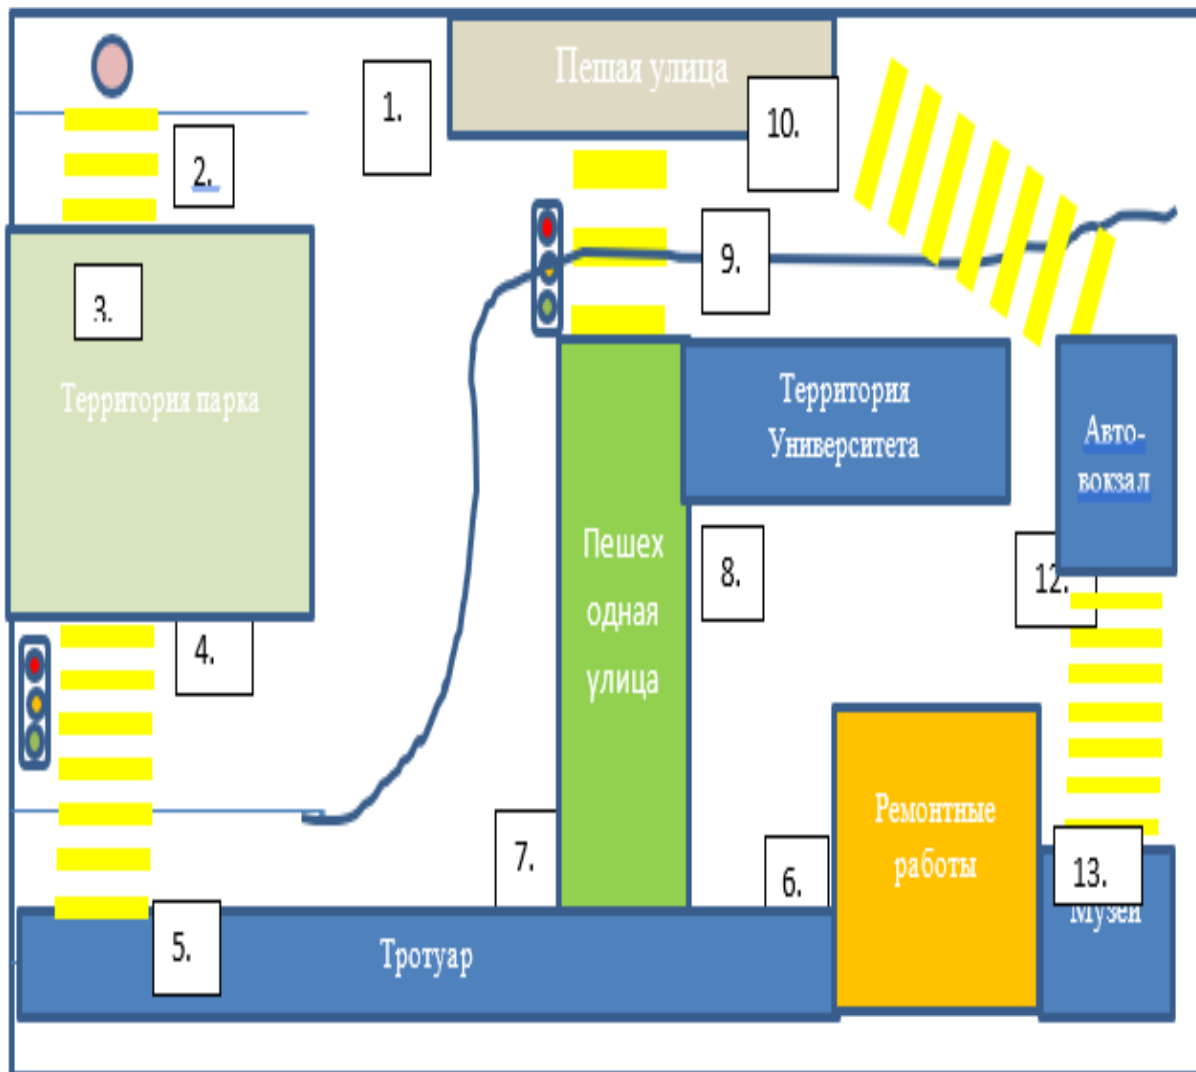 Пешая улица
1.
10.
2.
9.
3.
Территория парка
Территория
Университета
Авто-
вокзал
Пешех
одная
улица
8.
12.
4.
Ремонтные
работы
7.
6.
13.
Музей
5.
Тротуар